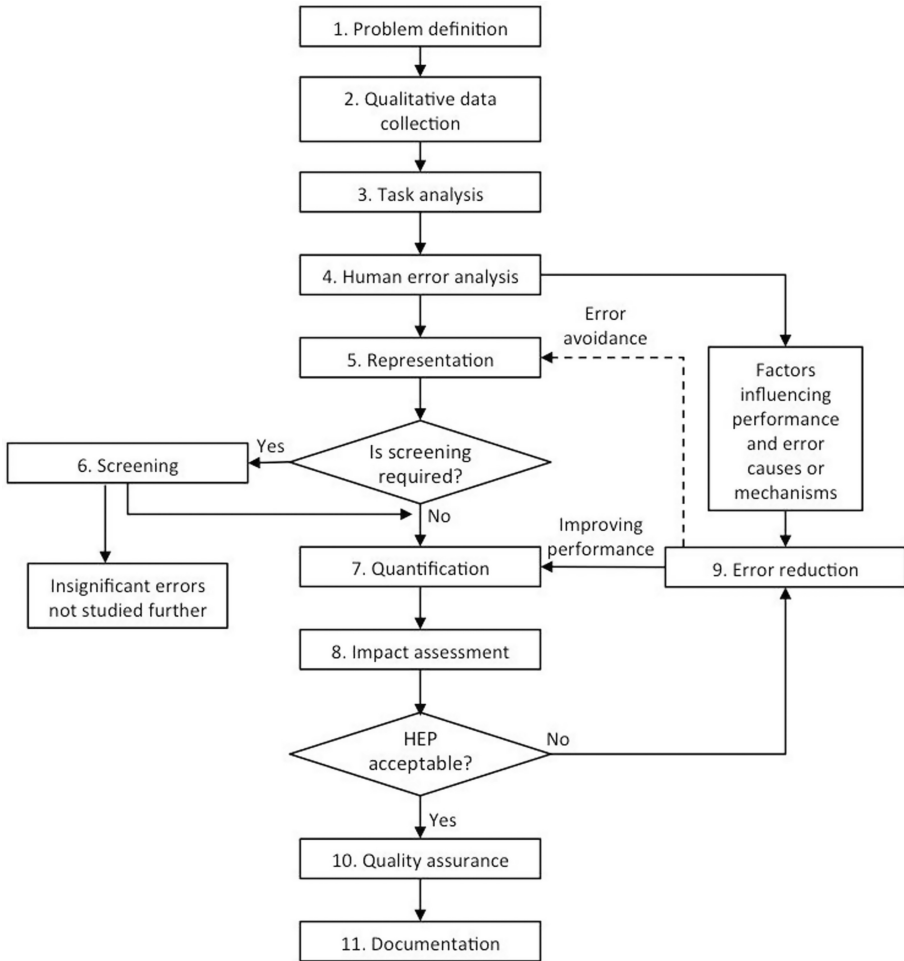 1. Problem definition
2. Qualitative data
collection
3. Task analysis
4. Human error analysis
Error
avoidance
5. Representation
Factors
influencing
performance
and error
causes or
mechanisms
Yes
Is screening
required?
6. Screening
No
Improving
performance
7. Quantification
9. Error reduction
Insignificant errors
not studied further
8. Impact assessment
HEP
acceptable?
No
Yes
10. Quality assurance
11. Documentation